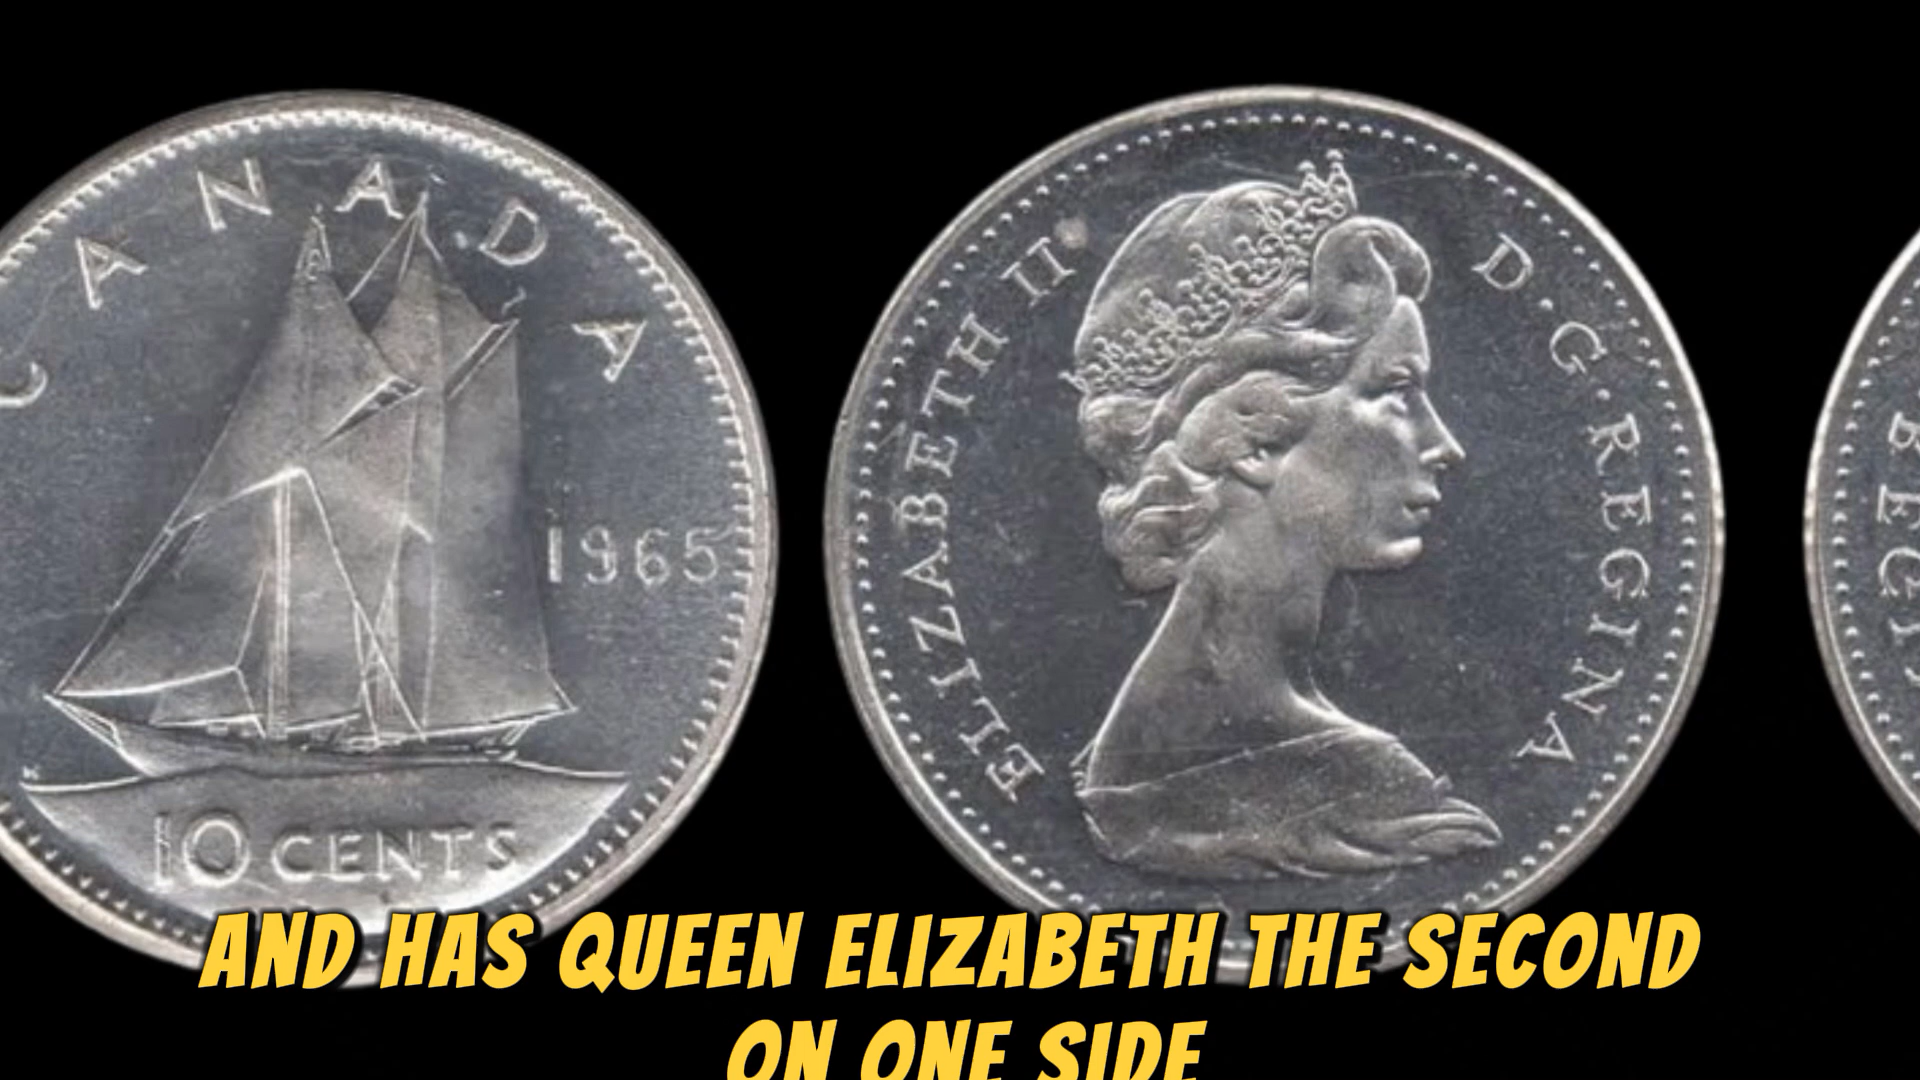 CANADA
1965
10 CENTS
ELIZABETH II D·G·REGINA
AND HAS QUEEN ELIZABETH THE SECOND
ON ONE SIDE